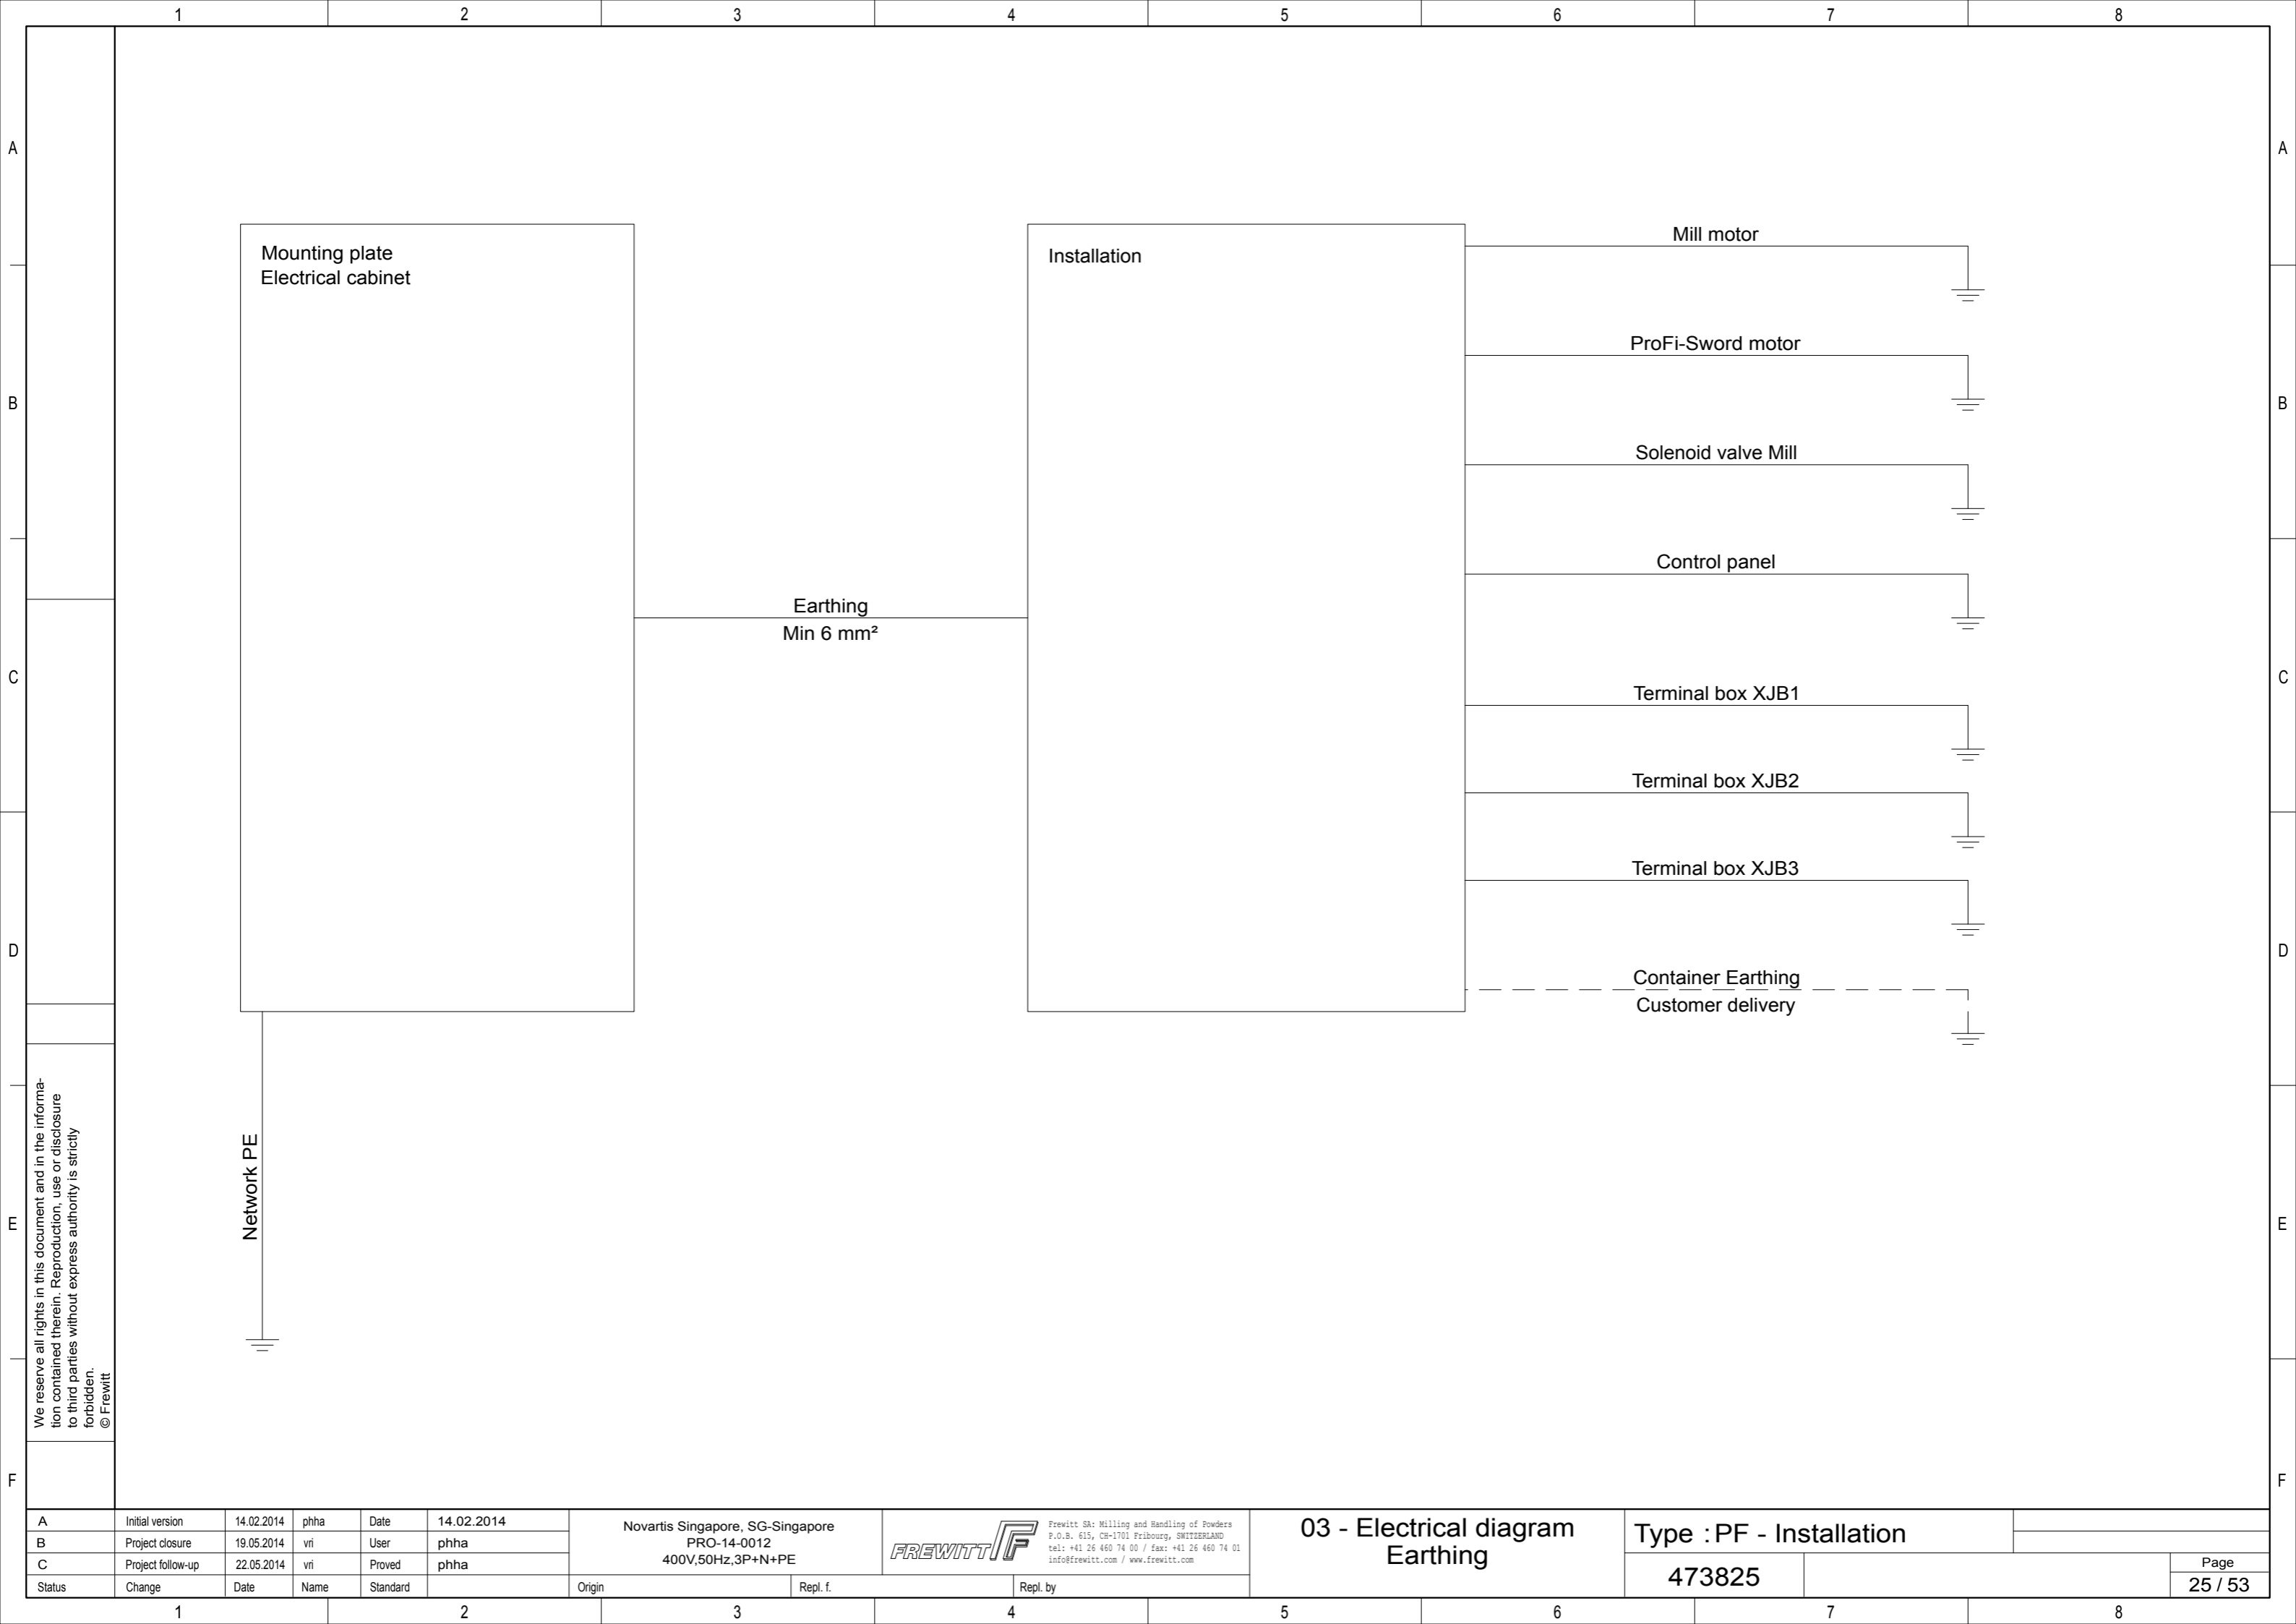 1 2 3 4 5 6 7 8
A A
Mounting plate
Electrical cabinet
Installation
Mill motor
ProFi-Sword motor
B B
Solenoid valve Mill
Control panel
Earthing
Min 6 mm²
C C
Terminal box XJB1
Terminal box XJB2
Terminal box XJB3
D D
Container Earthing
Customer delivery
Network PE
E E
We reserve all rights in this document and in the informa-
tion contained therein. Reproduction, use or disclosure
to third parties without express authority is strictly
forbidden.
© Frewitt
F F
A Initial version 14.02.2014 phha Date 14.02.2014
B Project closure 19.05.2014 vri User phha
C Project follow-up 22.05.2014 vri Proved phha
Status Change Date Name Standard
Novartis Singapore, SG-Singapore
PRO-14-0012
400V,50Hz,3P+N+PE
Origin Repl. f. Repl. by
FREWITT F
Frewitt SA: Milling and Handling of Powders
P.O.B. 615, CH-1701 Fribourg, SWITZERLAND
tel: +41 26 460 74 00 / fax: +41 26 460 74 01
info@frewitt.com / www.frewitt.com
03 - Electrical diagram
Earthing
Type : PF - Installation
473825
Page
25 / 53
1 2 3 4 5 6 7 8